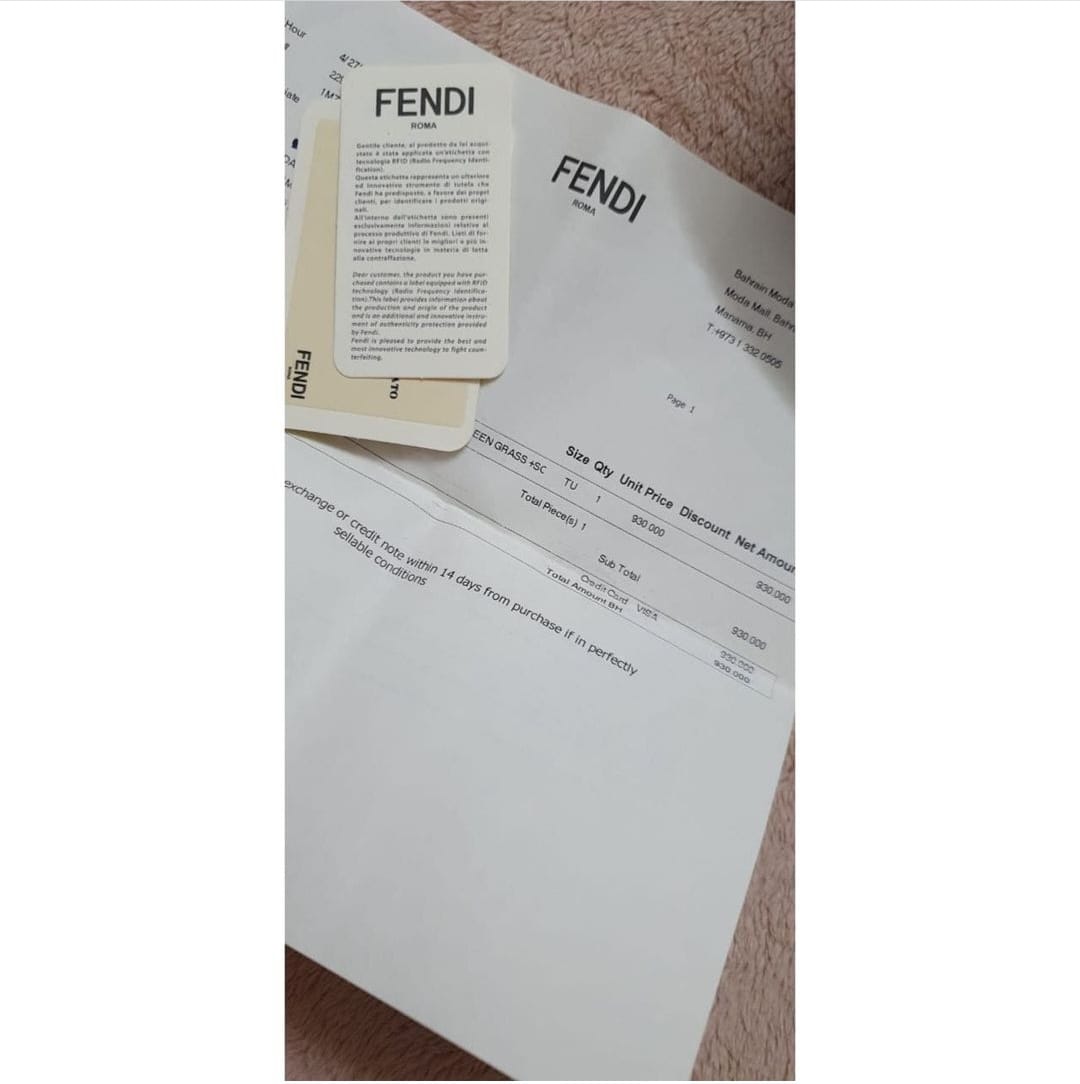 Hour
4/27
FENDI
ROMA
Gentile cliente, al prodotto da lei acqui-
stato è stata applicata un'etichetta con
tecnologia RFID (Radio Frequency Identi-
fication).
Questa etichetta rappresenta un ulteriore
ed innovativo strumento di tutela che
Fendi ha predisposto, a favore dei propri
clienti, per identificare i prodotti origi-
nali.
All'interno dell'etichetta sono presenti
esclusivamente informazioni relative al
processo produttivo di Fendi. Lieti di for-
nire ai propri clienti le migliori e più in-
novative tecnologie in materia di lotta
alla contraffazione.
Dear customer, the product you have pur-
chased contains a label equipped with RFID
technology (Radio Frequency Identifica-
tion).This label provides information about
the production and origin of the product
and is an additional and innovative instru-
ment of authenticity protection provided
by Fendi.
Fendi is pleased to provide the best and
most innovative technology to fight coun-
terfeiting.
FENDI
ROMA
ATO
FENDI
ROMA
Bahrain Moda
Moda Mall. Bahr
Manama. BH
T:+973 1 332 0505
Page 1
Size Qty Unit Price Discount Net Amour
EEN GRASS +SC TU 1 930.000 930.000
Total Piece(s) 1
Sub Total 930.000
Credit Card VISA 930.000
Total Amount BH 930.000
exchange or credit note within 14 days from purchase if in perfectly
sellable conditions